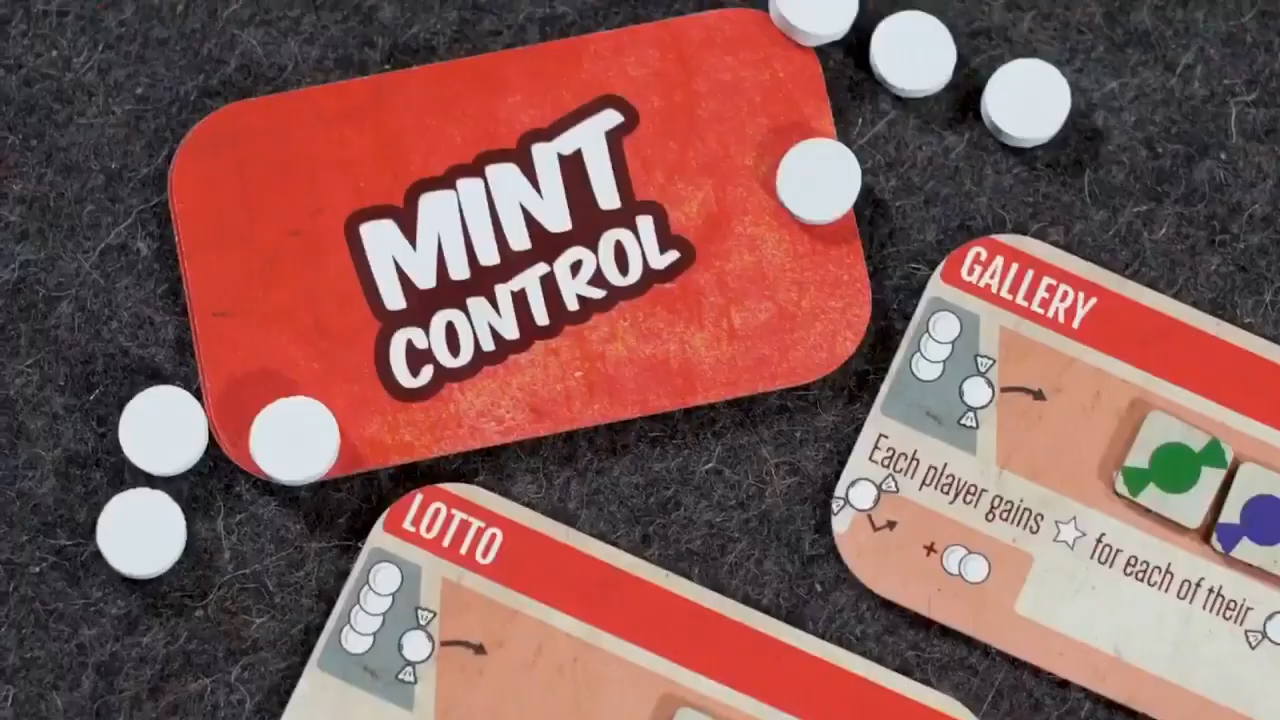 MINT
CONTROL
GALLERY
Each player gains ☆ for each of their
+
LOTTO